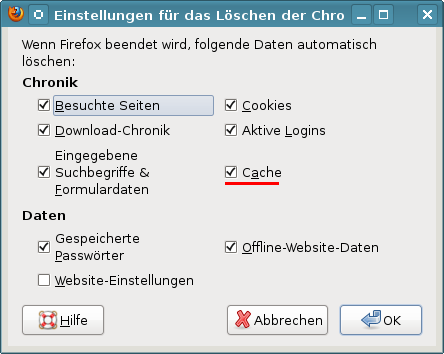 Einstellungen für das Löschen der Chro
Wenn Firefox beendet wird, folgende Daten automatisch
löschen:
Chronik
Besuchte Seiten
Cookies
Download-Chronik
Aktive Logins
Eingegebene
Suchbegriffe &
Formulardaten
Cache
Daten
Gespeicherte
Passwörter
Offline-Website-Daten
Website-Einstellungen
Hilfe
Abbrechen
OK